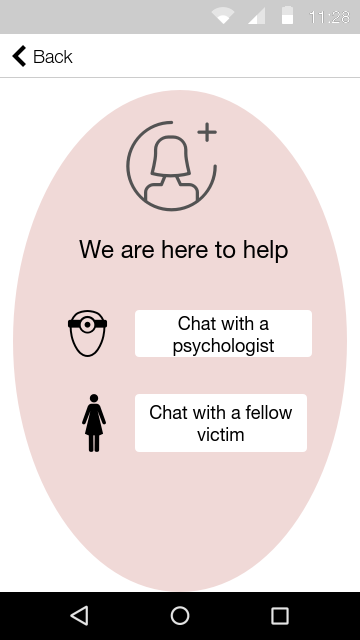 11:28
Back
We are here to help
Chat with a
psychologist
Chat with a fellow
victim